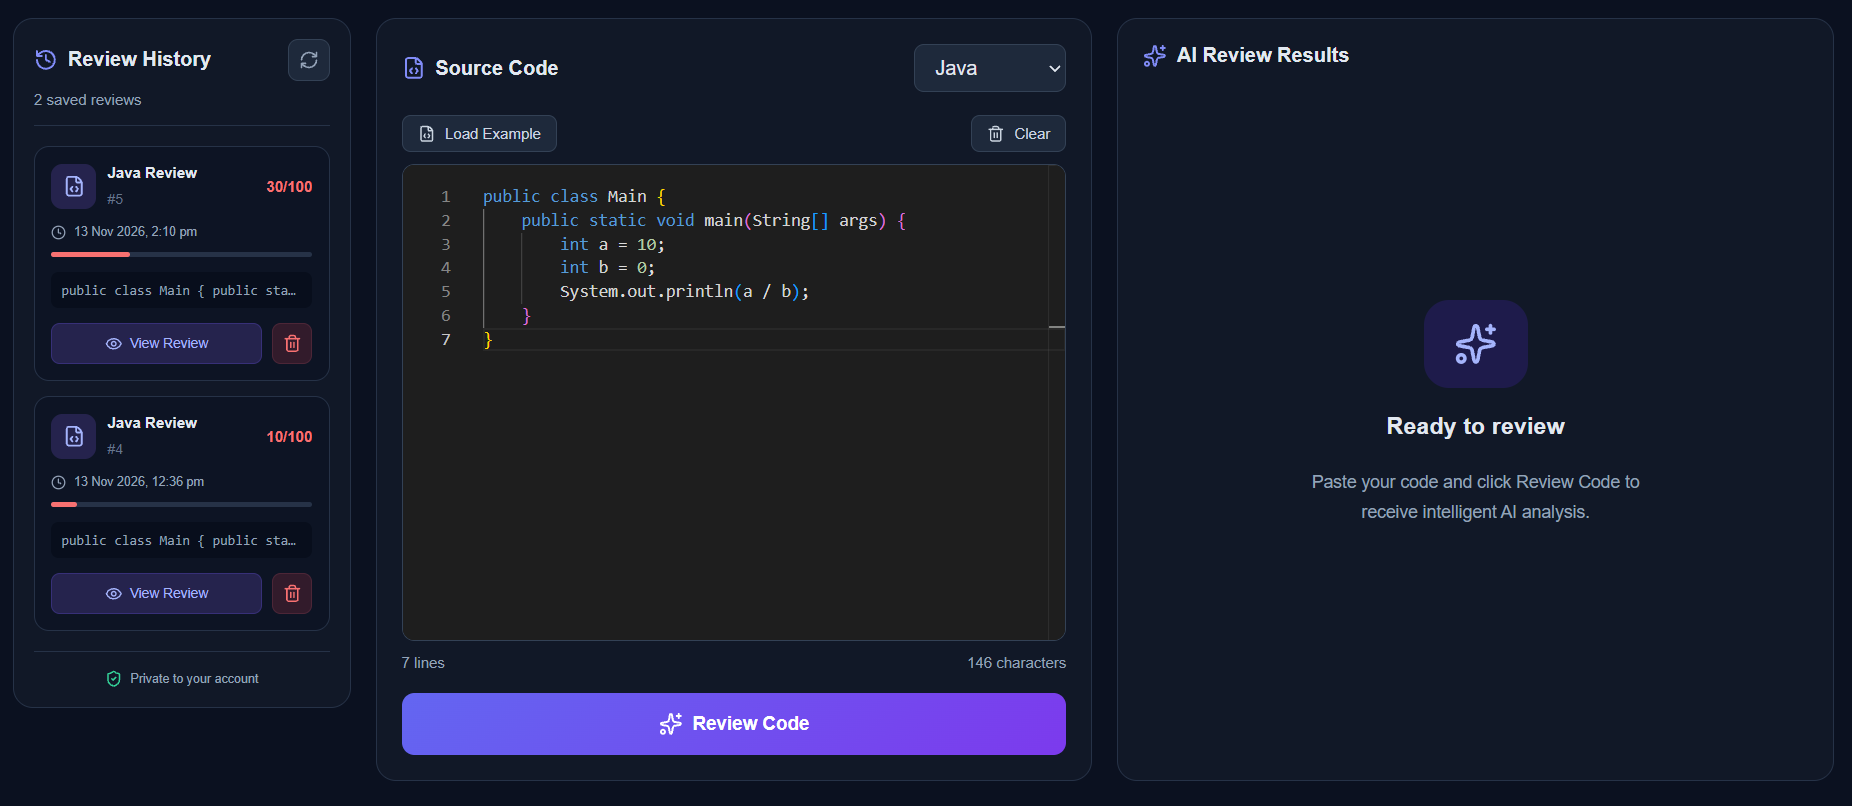 Review History
2 saved reviews
Java Review
#5
30/100
13 Nov 2026, 2:10 pm
public class Main { public sta…
View Review
Java Review
#4
10/100
13 Nov 2026, 12:36 pm
public class Main { public sta…
View Review
Private to your account
Source Code
Java
Load Example
Clear
1 public class Main {
2     public static void main(String[] args) {
3         int a = 10;
4         int b = 0;
5         System.out.println(a / b);
6     }
7 }
7 lines
146 characters
Review Code
AI Review Results
Ready to review
Paste your code and click Review Code to
receive intelligent AI analysis.